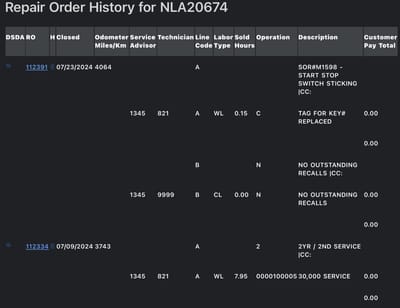 Repair Order History for NLA20674
DSDA RO H Closed Odometer Miles/Km Service Advisor Technician Line Code Labor Type Sold Hours Operation Description Customer Pay Total
112391 07/23/2024 4064 A SOR#M1598 -
START STOP
SWITCH STICKING
|CC:
1345 821 A WL 0.15 C TAG FOR KEY# 0.00
REPLACED
0.00
B N NO OUTSTANDING
RECALLS |CC:
1345 9999 B CL 0.00 N NO OUTSTANDING 0.00
RECALLS
0.00
112334 07/09/2024 3743 A 2 2YR / 2ND SERVICE
|CC:
1345 821 A WL 7.95 0000100005 30,000 SERVICE 0.00
0.00